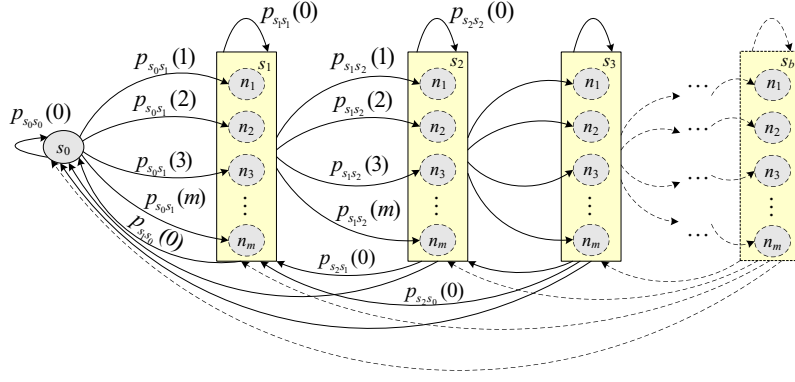 p_{s_1s_1}(0)
p_{s_2s_2}(0)
s_1
s_2
s_3
s_b
p_{s_0s_1}(1)
p_{s_1s_2}(1)
n_1
n_1
n_1
n_1
p_{s_0s_0}(0)
p_{s_0s_1}(2)
p_{s_1s_2}(2)
...
n_2
n_2
n_2
...
n_2
s_0
p_{s_0s_1}(3)
p_{s_1s_2}(3)
n_3
n_3
n_3
n_3
p_{s_0s_1}(m)
p_{s_1s_2}(m)
⋮
⋮
⋮
...
⋮
p_{s_1s_0}(0)
n_m
n_m
n_m
n_m
p_{s_2s_1}(0)
p_{s_2s_0}(0)